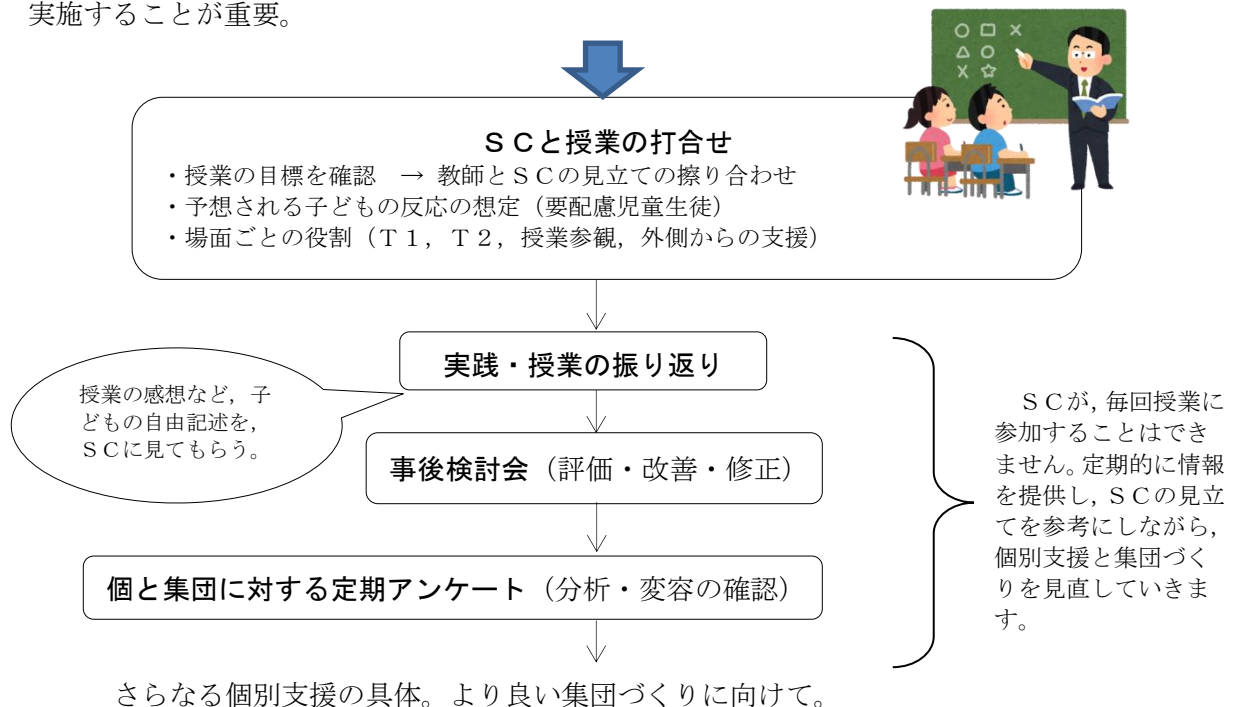 実施することが重要。
ＳＣと授業の打合せ
・授業の目標を確認　→ 教師とＳＣの見立ての擦り合わせ
・予想される子どもの反応の想定（要配慮児童生徒）
・場面ごとの役割（Ｔ１，Ｔ２，授業参観，外側からの支援）
実践・授業の振り返り
授業の感想など，子
どもの自由記述を，
ＳＣに見てもらう。
事後検討会（評価・改善・修正）
個と集団に対する定期アンケート（分析・変容の確認）
ＳＣが，毎回授業に
参加することはでき
ません。定期的に情報
を提供し，ＳＣの見立
てを参考にしながら，
個別支援と集団づく
りを見直していきま
す。
さらなる個別支援の具体。より良い集団づくりに向けて。